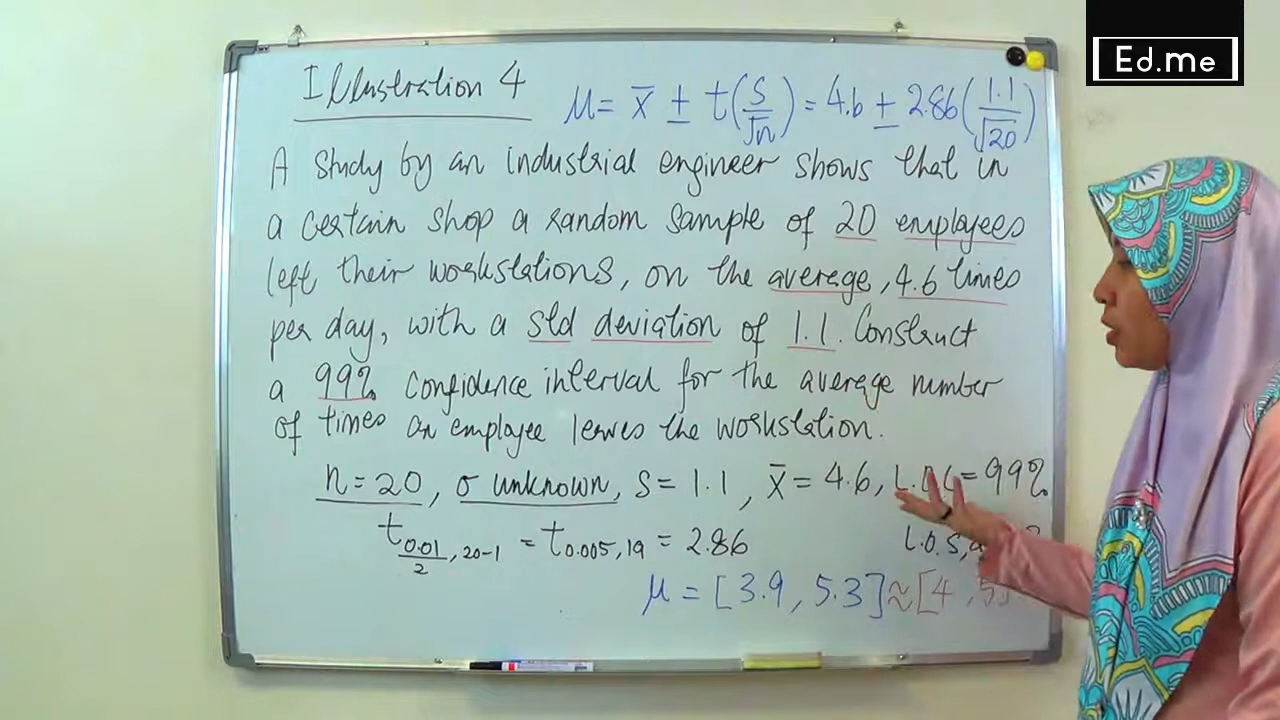 Ed.me
Illustration 4
μ = x̄ ± t(s/√n) = 4.6 ± 2.86(1.1/√20)
A study by an industrial engineer shows that in
a certain shop a random sample of 20 employees
left their workstations, on the average, 4.6 times
per day, with a std deviation of 1.1. Construct
a 99% confidence interval for the average number
of times an employee leaves the workstation.
n = 20, σ unknown, s = 1.1, x̄ = 4.6, L.O.C = 99%
t 0.01/2, 20-1 = t 0.005, 19 = 2.86
L.O.S,
μ = [3.9, 5.3] ≈ [4, 5]